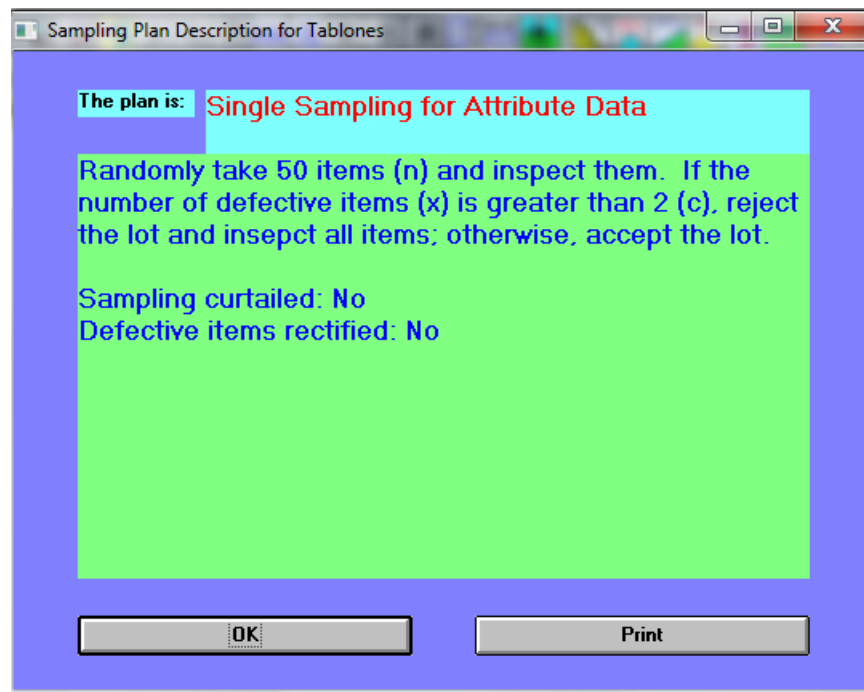 Sampling Plan Description for Tablones
The plan is: Single Sampling for Attribute Data
Randomly take 50 items (n) and inspect them.  If the
number of defective items (x) is greater than 2 (c), reject
the lot and insepct all items; otherwise, accept the lot.
Sampling curtailed: No
Defective items rectified: No
OK
Print